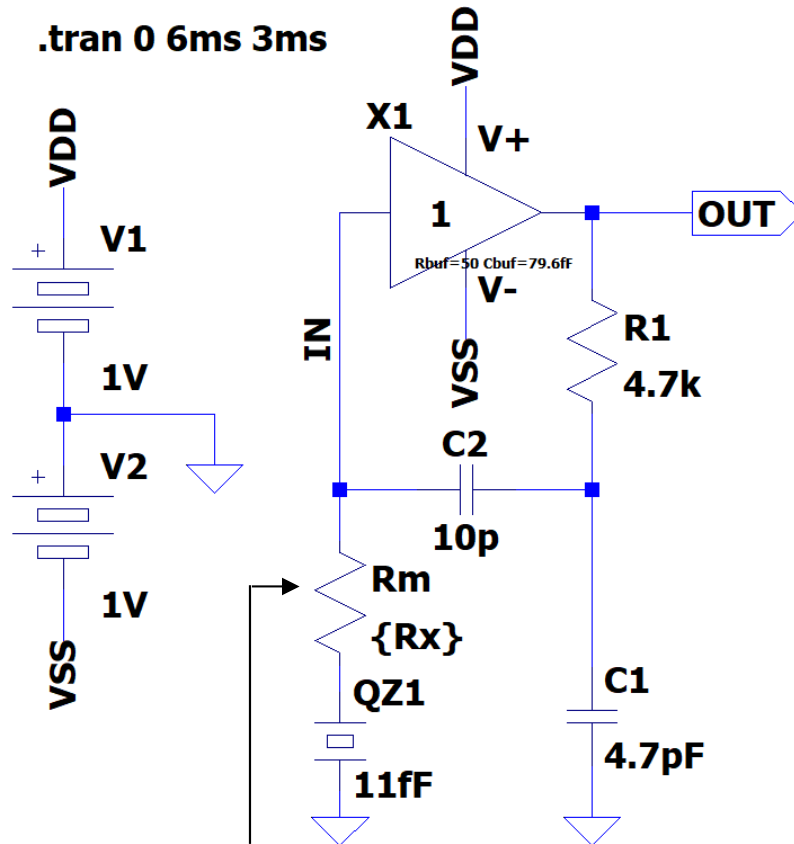 .tran 0 6ms 3ms
VDD
V1
1V
V2
1V
VSS
VDD
X1
V+
1
Rbuf=50 Cbuf=79.6fF
V-
VSS
IN
OUT
R1
4.7k
C2
10p
Rm
{Rx}
QZ1
11fF
C1
4.7pF